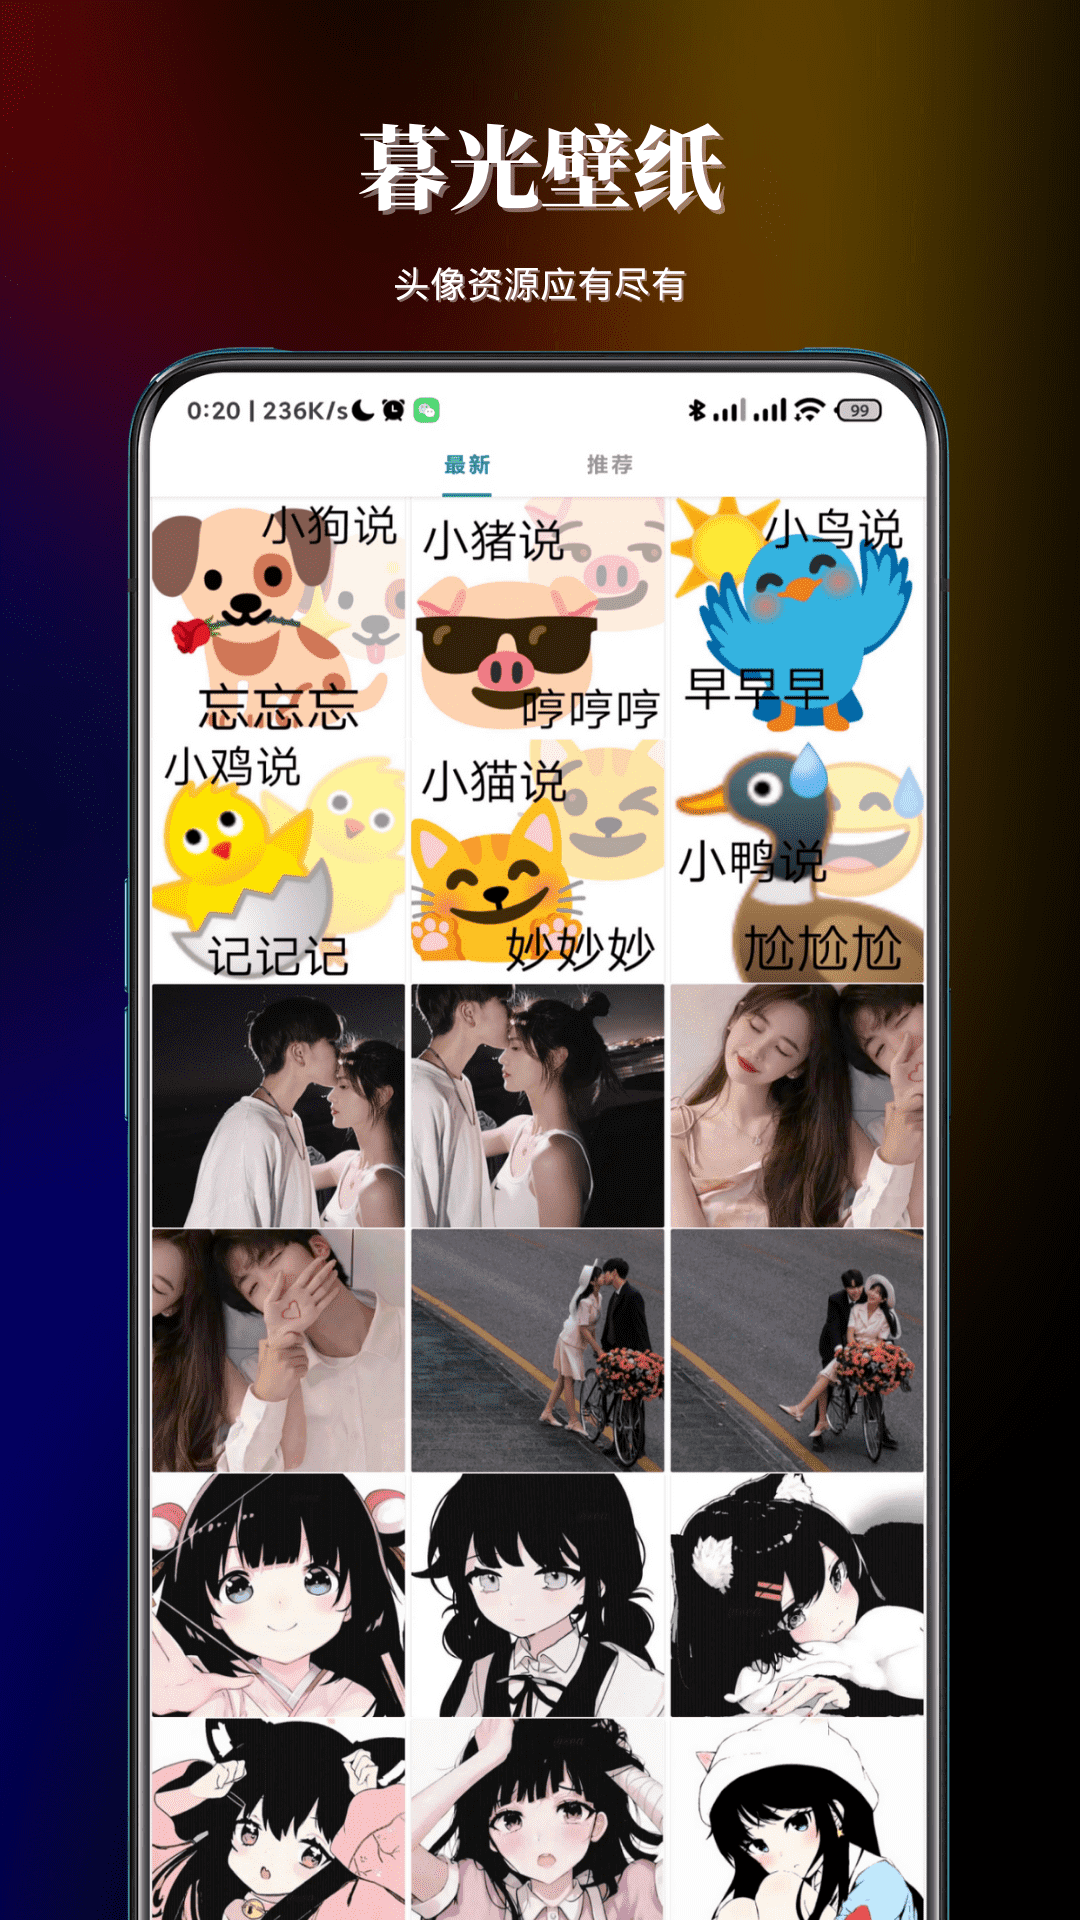 暮光壁纸
头像资源应有尽有
0:20 | 236K/s
99
最新
推荐
小狗说
忘忘忘
小猪说
哼哼哼
小鸟说
早早早
小鸡说
记记记
小猫说
妙妙妙
小鸭说
尬尬尬